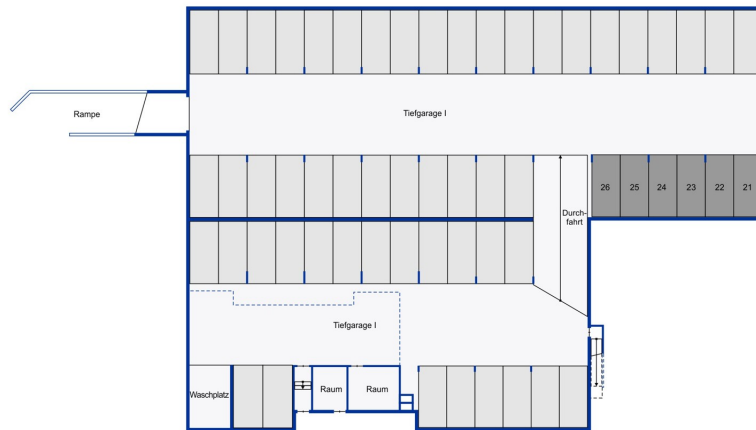 Tiefgarage I
Rampe
26 25 24 23 22 21
Durch-
fahrt
Tiefgarage I
Waschplatz
Raum
Raum